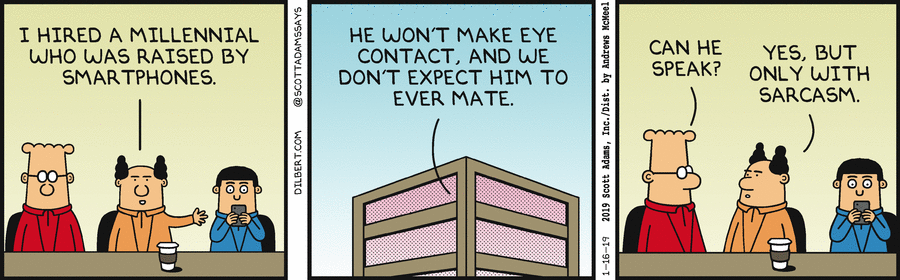 I HIRED A MILLENNIAL
WHO WAS RAISED BY
SMARTPHONES.
DILBERT.COM @SCOTTADAMSSAYS
HE WON'T MAKE EYE
CONTACT, AND WE
DON'T EXPECT HIM TO
EVER MATE.
1-16-19 2019 Scott Adams, Inc./Dist. by Andrews McMeel
CAN HE
SPEAK?
YES, BUT
ONLY WITH
SARCASM.